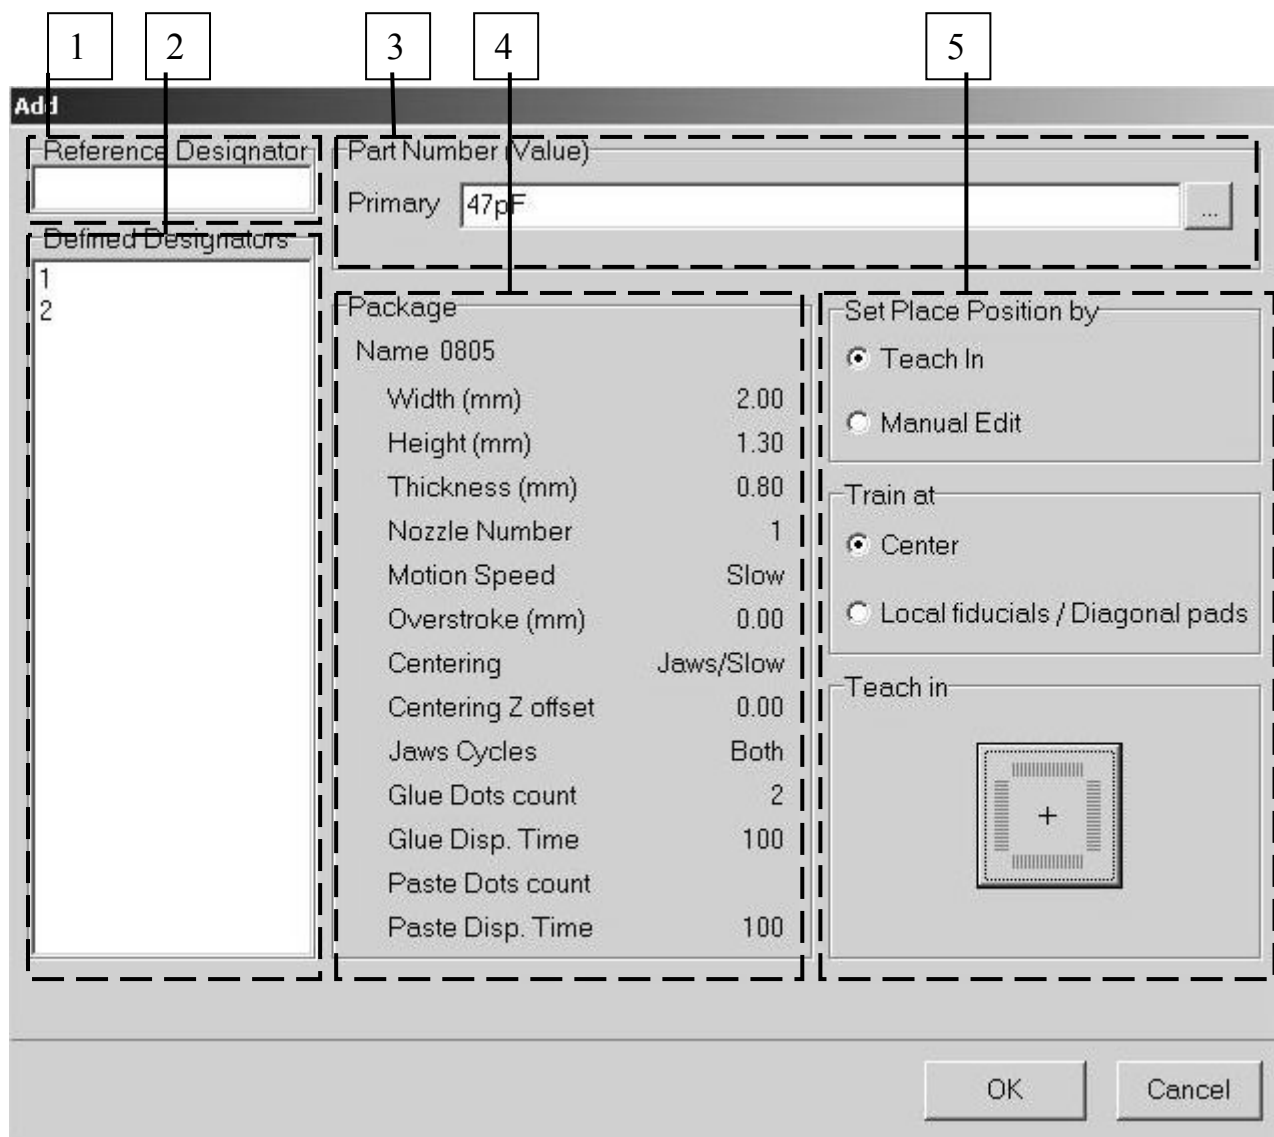 1 2 3 4 5
Add
Reference Designator
Part Number (Value)
Primary 47pF ...
Defined Designators
1
2
Package
Name 0805
Width (mm) 2.00
Height (mm) 1.30
Thickness (mm) 0.80
Nozzle Number 1
Motion Speed Slow
Overstroke (mm) 0.00
Centering Jaws/Slow
Centering Z offset 0.00
Jaws Cycles Both
Glue Dots count 2
Glue Disp. Time 100
Paste Dots count
Paste Disp. Time 100
Set Place Position by
Teach In
Manual Edit
Train at
Center
Local fiducials / Diagonal pads
Teach in
OK Cancel